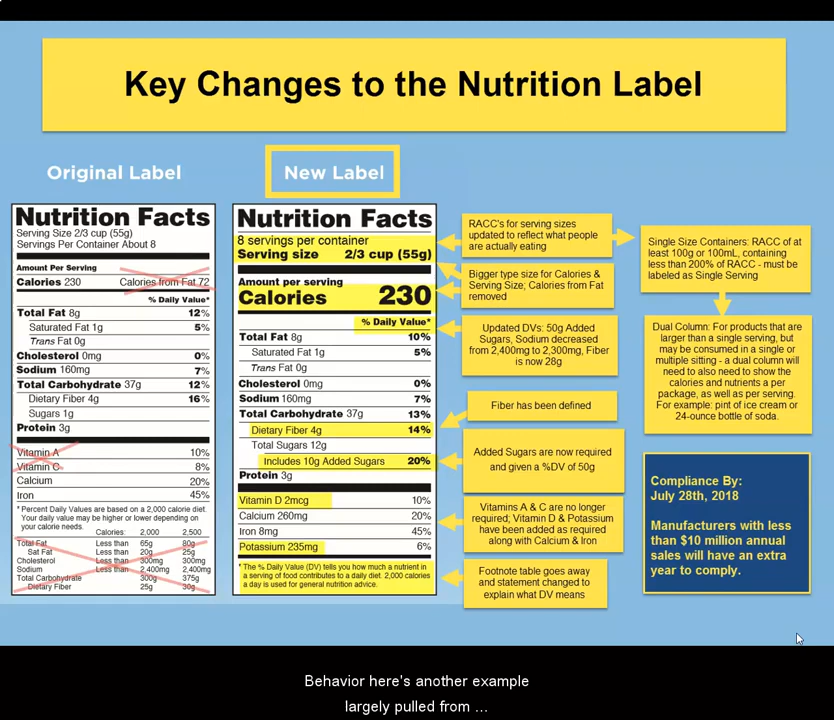 Key Changes to the Nutrition Label
Original Label
Nutrition Facts
Serving Size 2/3 cup (55g)
Servings Per Container About 8
Amount Per Serving
Calories 230 Calories from Fat 72
% Daily Value*
Total Fat 8g 12%
Saturated Fat 1g 5%
Trans Fat 0g
Cholesterol 0mg 0%
Sodium 160mg 7%
Total Carbohydrate 37g 12%
Dietary Fiber 4g 16%
Sugars 1g
Protein 3g
Vitamin A 10%
Vitamin C 8%
Calcium 20%
Iron 45%
* Percent Daily Values are based on a 2,000 calorie diet.
Your daily value may be higher or lower depending on
your calorie needs.
Calories: 2,000 2,500
Total Fat Less than 65g 80g
Sat Fat Less than 20g 25g
Cholesterol Less than 300mg 300mg
Sodium Less than 2,400mg 2,400mg
Total Carbohydrate 300g 375g
Dietary Fiber 25g 30g
New Label
Nutrition Facts
8 servings per container
Serving size 2/3 cup (55g)
Amount per serving
Calories 230
% Daily Value*
Total Fat 8g 10%
Saturated Fat 1g 5%
Trans Fat 0g
Cholesterol 0mg 0%
Sodium 160mg 7%
Total Carbohydrate 37g 13%
Dietary Fiber 4g 14%
Total Sugars 12g
Includes 10g Added Sugars 20%
Protein 3g
Vitamin D 2mcg 10%
Calcium 260mg 20%
Iron 8mg 45%
Potassium 235mg 6%
* The % Daily Value (DV) tells you how much a nutrient in
a serving of food contributes to a daily diet. 2,000 calories
a day is used for general nutrition advice.
RACC's for serving sizes
updated to reflect what people
are actually eating
Bigger type size for Calories &
Serving Size; Calories from Fat
removed
Updated DVs: 50g Added
Sugars, Sodium decreased
from 2,400mg to 2,300mg, Fiber
is now 28g
Fiber has been defined
Added Sugars are now required
and given a %DV of 50g
Vitamins A & C are no longer
required; Vitamin D & Potassium
have been added as required
along with Calcium & Iron
Footnote table goes away
and statement changed to
explain what DV means
Single Size Containers: RACC of at
least 100g or 100mL, containing
less than 200% of RACC - must be
labeled as Single Serving
Dual Column: For products that are
larger than a single serving, but
may be consumed in a single or
multiple sitting - a dual column will
need to also need to show the
calories and nutrients a per
package, as well as per serving.
For example: pint of ice cream or
24-ounce bottle of soda.
Compliance By:
July 28th, 2018
Manufacturers with less
than $10 million annual
sales will have an extra
year to comply.
Behavior here's another example
largely pulled from ...